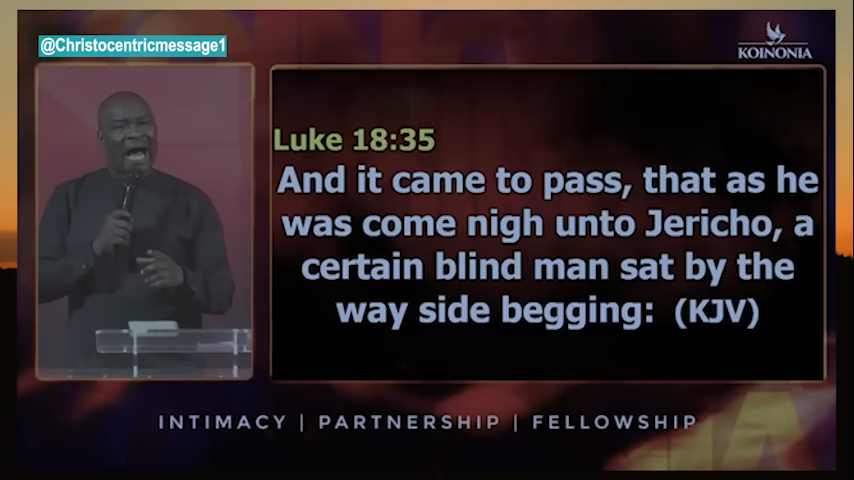 @Christocentricmessage1
KOINONIA
Luke 18:35
And it came to pass, that as he
was come nigh unto Jericho, a
certain blind man sat by the
way side begging: (KJV)
INTIMACY | PARTNERSHIP | FELLOWSHIP